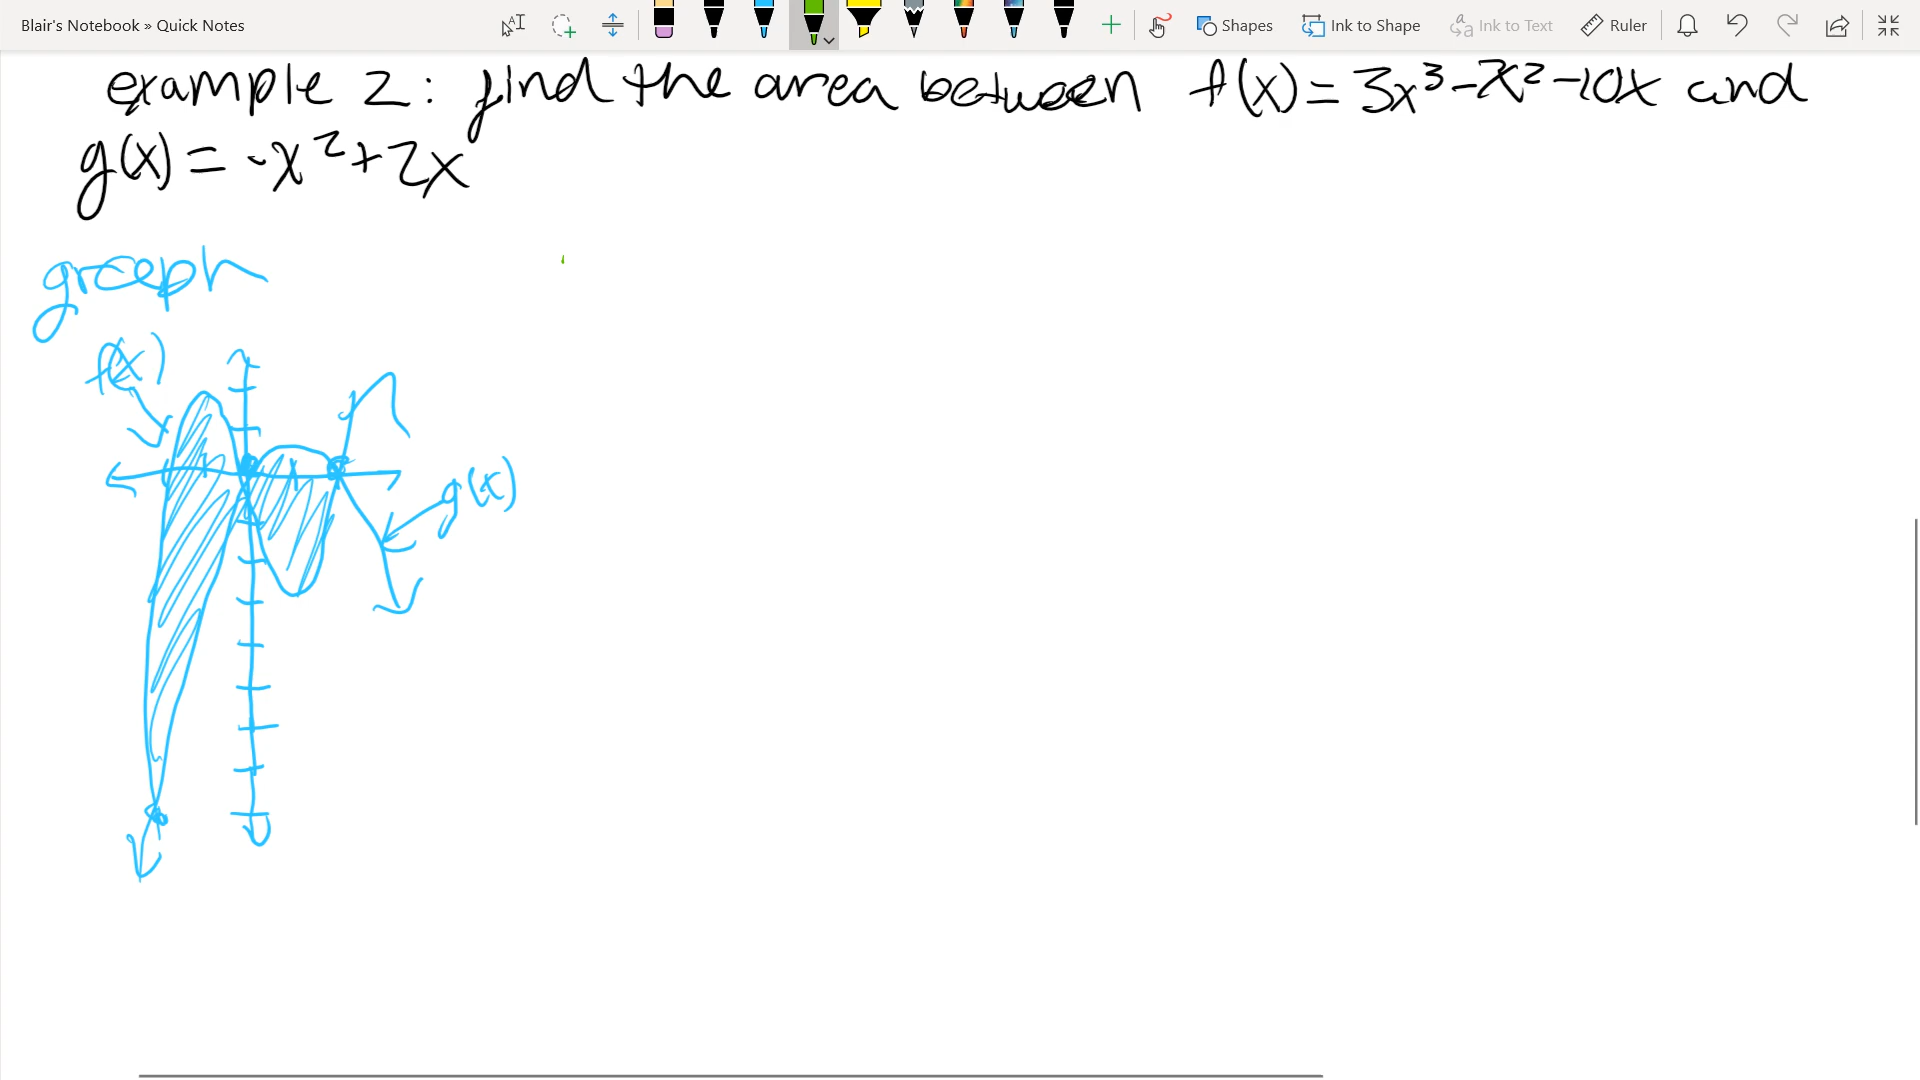 Blair's Notebook » Quick Notes
Shapes
Ink to Shape
Ink to Text
Ruler
example 2: find the area between f(x) = 3x³-x²-10x and
g(x) = -x²+2x
graph
f(x)
g(x)